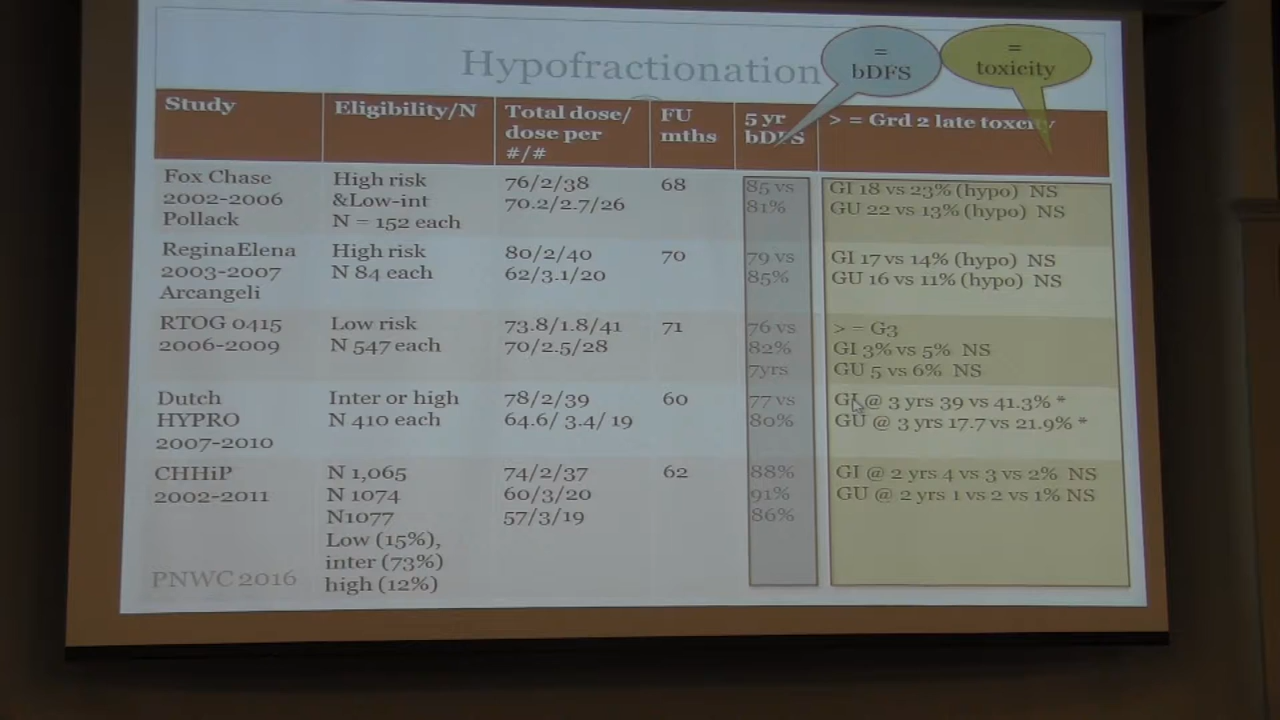 Hypofractionation
=
bDFS
=
toxicity
Study
Eligibility/N
Total dose/
dose per
#/#
FU
mths
5 yr
bDFS
> = Grd 2 late toxcity
Fox Chase
2002-2006
Pollack
High risk
&Low-int
N = 152 each
76/2/38
70.2/2.7/26
68
85 vs
81%
GI 18 vs 23% (hypo) NS
GU 22 vs 13% (hypo) NS
ReginaElena
2003-2007
Arcangeli
High risk
N 84 each
80/2/40
62/3.1/20
70
79 vs
85%
GI 17 vs 14% (hypo) NS
GU 16 vs 11% (hypo) NS
RTOG 0415
2006-2009
Low risk
N 547 each
73.8/1.8/41
70/2.5/28
71
76 vs
82%
7yrs
> = G3
GI 3% vs 5% NS
GU 5 vs 6% NS
Dutch
HYPRO
2007-2010
Inter or high
N 410 each
78/2/39
64.6/ 3.4/ 19
60
77 vs
80%
GI @ 3 yrs 39 vs 41.3% *
GU @ 3 yrs 17.7 vs 21.9% *
CHHiP
2002-2011
N 1,065
N 1074
N1077
Low (15%),
inter (73%)
high (12%)
74/2/37
60/3/20
57/3/19
62
88%
91%
86%
GI @ 2 yrs 4 vs 3 vs 2% NS
GU @ 2 yrs 1 vs 2 vs 1% NS
PNWC 2016